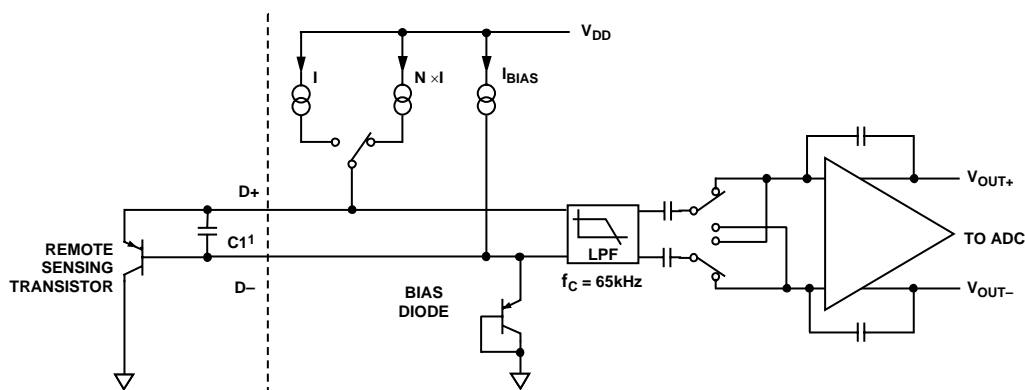 V_DD
I
N ×I
I_BIAS
D+
C1¹
D–
REMOTE
SENSING
TRANSISTOR
BIAS
DIODE
LPF
f_C = 65kHz
V_OUT+
TO ADC
V_OUT–